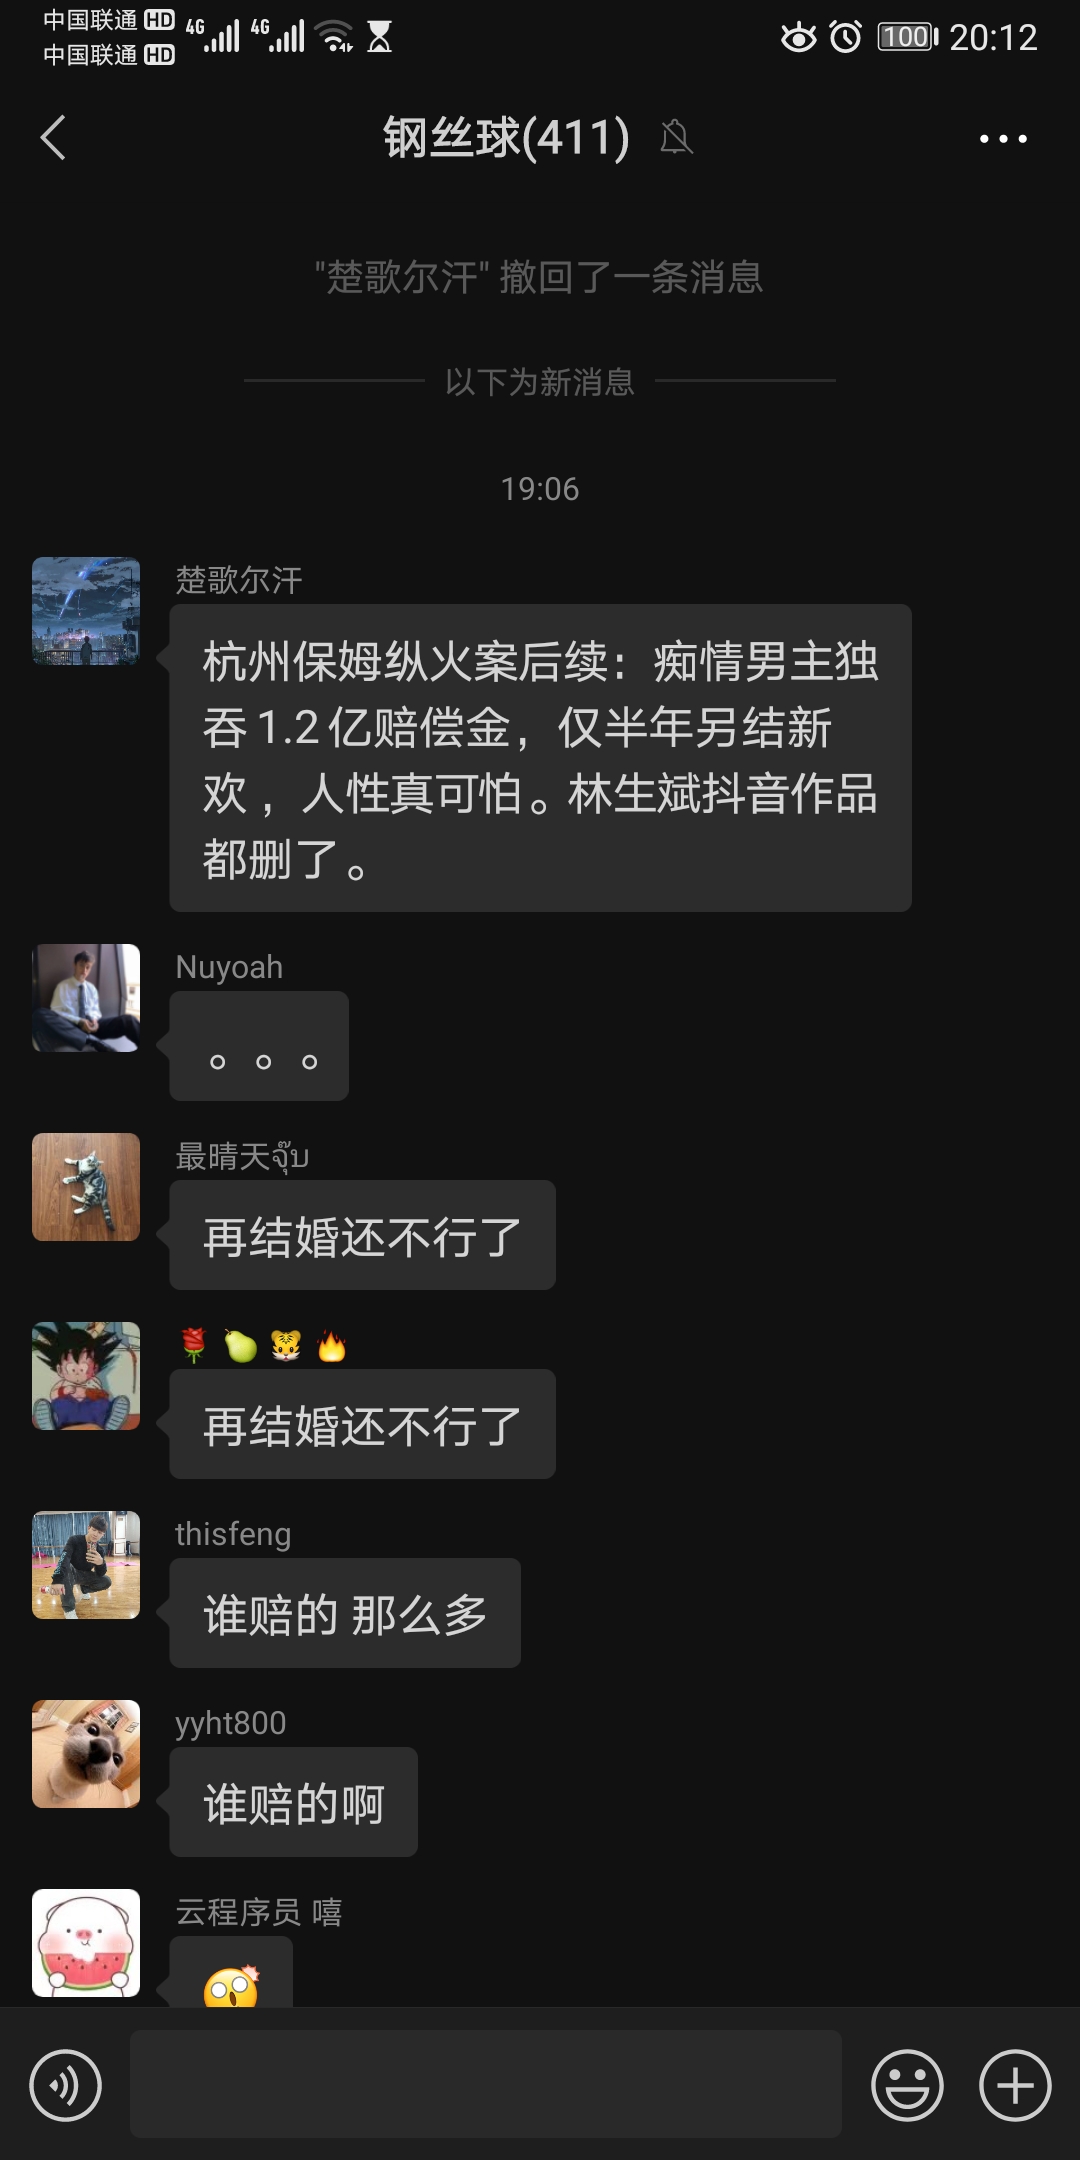 中国联通 HD 4G 4G 100 20:12
中国联通 HD
钢丝球(411)
"楚歌尔汗" 撤回了一条消息
以下为新消息
19:06
楚歌尔汗
杭州保姆纵火案后续：痴情男主独
吞1.2亿赔偿金，仅半年另结新
欢 ，人性真可怕。林生斌抖音作品
都删了。
Nuyoah
。。。
最晴天จุ๊บ
再结婚还不行了
🌹🍐🐯🔥
再结婚还不行了
thisfeng
谁赔的 那么多
yyht800
谁赔的啊
云程序员 嘻